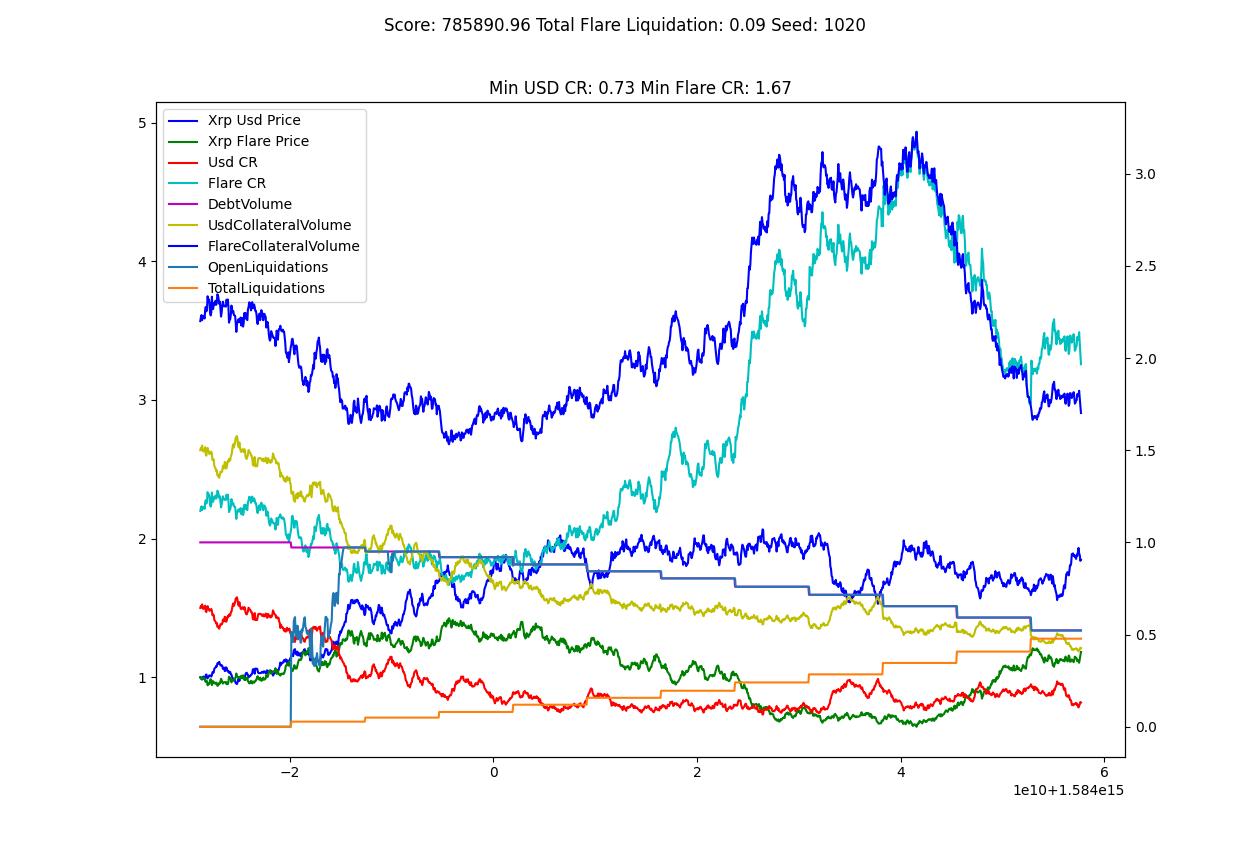 Score: 785890.96 Total Flare Liquidation: 0.09 Seed: 1020
Min USD CR: 0.73 Min Flare CR: 1.67
Xrp Usd Price
Xrp Flare Price
Usd CR
Flare CR
DebtVolume
UsdCollateralVolume
FlareCollateralVolume
OpenLiquidations
TotalLiquidations
5
4
3
2
1
3.0
2.5
2.0
1.5
1.0
0.5
0.0
−2 0 2 4 6
1e10+1.584e15